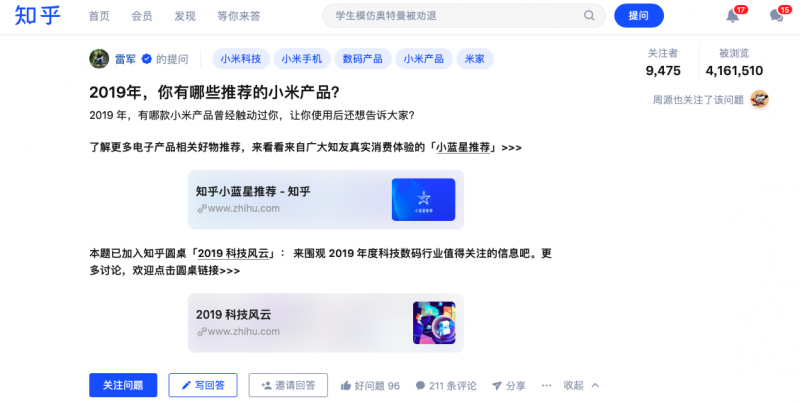 知乎 首页 会员 发现 等你来答 学生模仿奥特曼被劝退 提问 17 15
雷军 的提问 小米科技 小米手机 数码产品 小米产品 米家
关注者 被浏览
9,475 4,161,510
2019年，你有哪些推荐的小米产品?
周源也关注了该问题
2019 年，有哪款小米产品曾经触动过你，让你使用后还想告诉大家?
了解更多电子产品相关好物推荐，来看看来自广大知友真实消费体验的「小蓝星推荐」>>>
知乎小蓝星推荐 - 知乎
www.zhihu.com
小蓝星推荐
本题已加入知乎圆桌「2019 科技风云」： 来围观 2019 年度科技数码行业值得关注的信息吧。更
多讨论，欢迎点击圆桌链接>>>
2019 科技风云
www.zhihu.com
关注问题 写回答 邀请回答 好问题 96 211 条评论 分享 ··· 收起